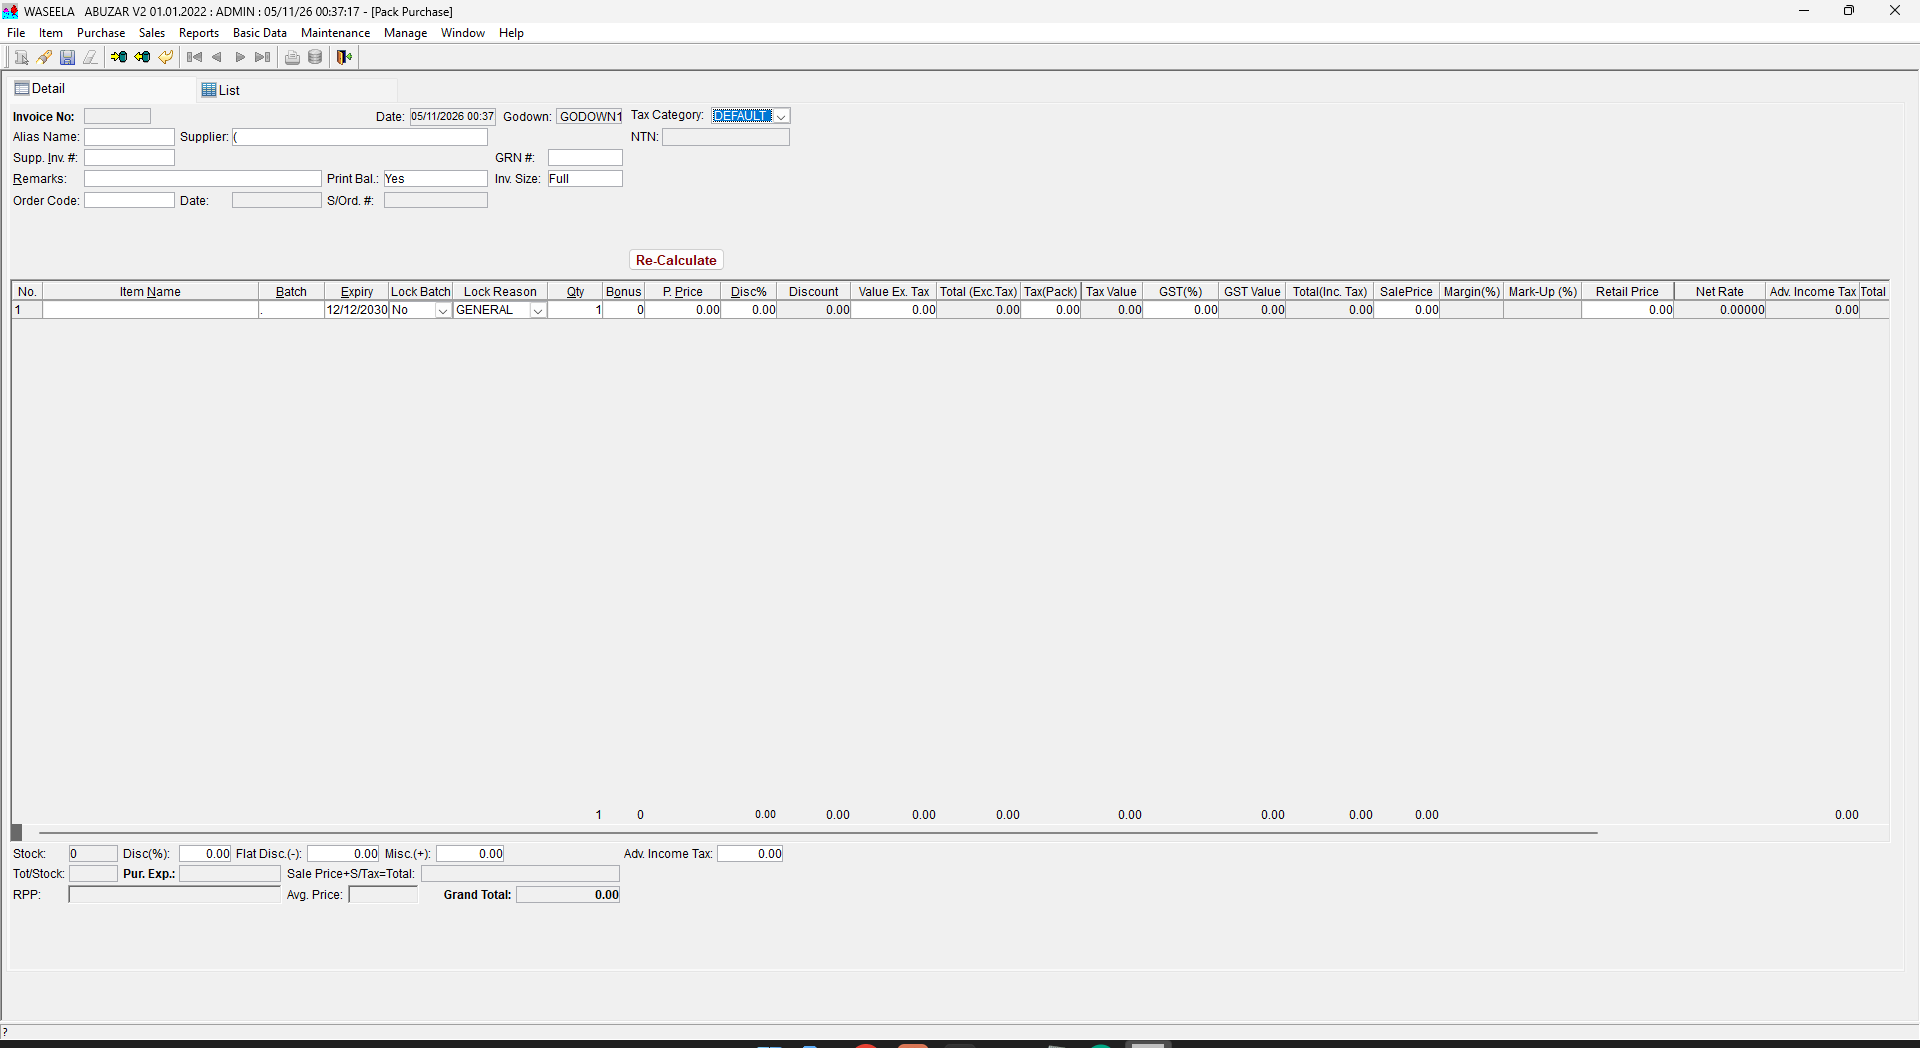 WASEELA ABUZAR V2 01.01.2022 : ADMIN : 05/11/26 00:37:17 - [Pack Purchase]
File Item Purchase Sales Reports Basic Data Maintenance Manage Window Help
Detail List
Invoice No: Date: 05/11/2026 00:37 Godown: GODOWN1 Tax Category: DEFAULT
Alias Name: Supplier: ( NTN:
Supp. Inv. #: GRN #:
Remarks: Print Bal.: Yes Inv. Size: Full
Order Code: Date: S/Ord. #:
Re-Calculate
No. Item Name Batch Expiry Lock Batch Lock Reason Qty Bonus P. Price Disc% Discount Value Ex. Tax Total (Exc.Tax) Tax(Pack) Tax Value GST(%) GST Value Total(Inc. Tax) SalePrice Margin(%) Mark-Up (%) Retail Price Net Rate Adv. Income Tax Total
1 . 12/12/2030 No GENERAL 1 0 0.00 0.00 0.00 0.00 0.00 0.00 0.00 0.00 0.00 0.00 0.00 0.00 0.00000 0.00
1 0 0.00 0.00 0.00 0.00 0.00 0.00 0.00 0.00 0.00
Stock: 0 Disc(%): 0.00 Flat Disc.(-): 0.00 Misc.(+): 0.00 Adv. Income Tax: 0.00
Tot/Stock: Pur. Exp.: Sale Price+S/Tax=Total:
RPP: Avg. Price: Grand Total: 0.00
?